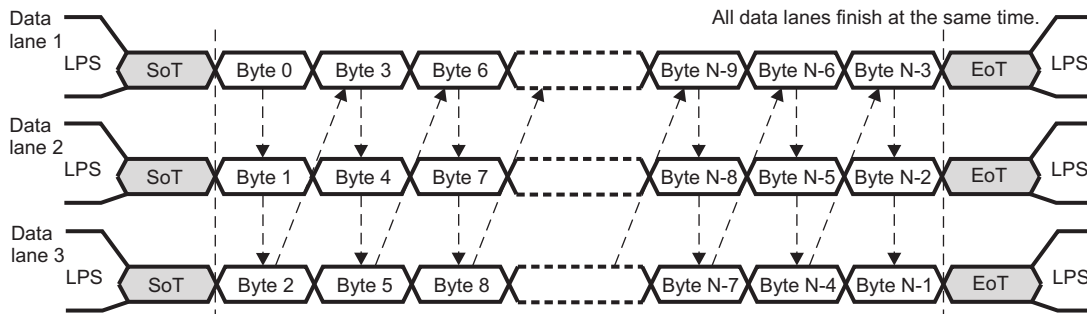 Data
lane 1
All data lanes finish at the same time.
LPS
SoT
Byte 0
Byte 3
Byte 6
Byte N-9
Byte N-6
Byte N-3
EoT
LPS
Data
lane 2
LPS
SoT
Byte 1
Byte 4
Byte 7
Byte N-8
Byte N-5
Byte N-2
EoT
LPS
Data
lane 3
LPS
SoT
Byte 2
Byte 5
Byte 8
Byte N-7
Byte N-4
Byte N-1
EoT
LPS